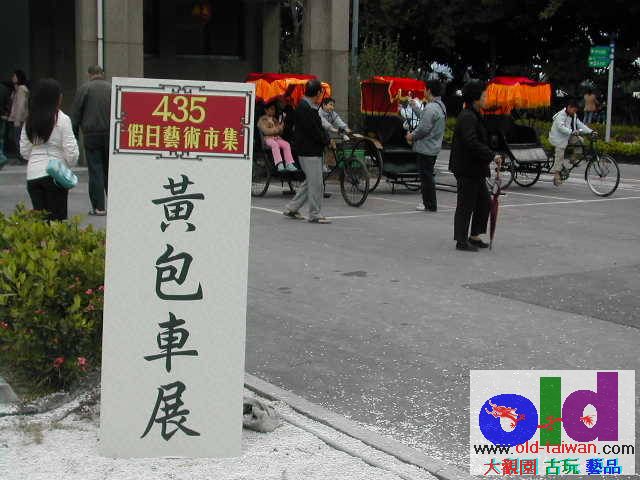 435
假日藝術市集
黃包車展
old
www.old-taiwan.com
大觀園 古玩 藝品